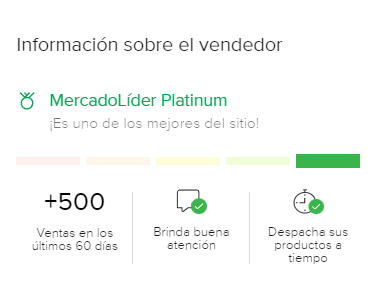 Información sobre el vendedor
MercadoLíder Platinum
¡Es uno de los mejores del sitio!
+500
Ventas en los
últimos 60 días
Brinda buena
atención
Despacha sus
productos a
tiempo